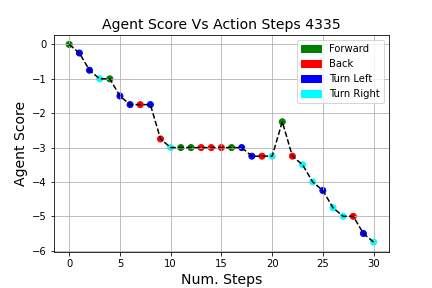 Agent Score Vs Action Steps 4335
Forward
Back
Turn Left
Turn Right
Agent Score
0
−1
−2
−3
−4
−5
−6
0 5 10 15 20 25 30
Num. Steps